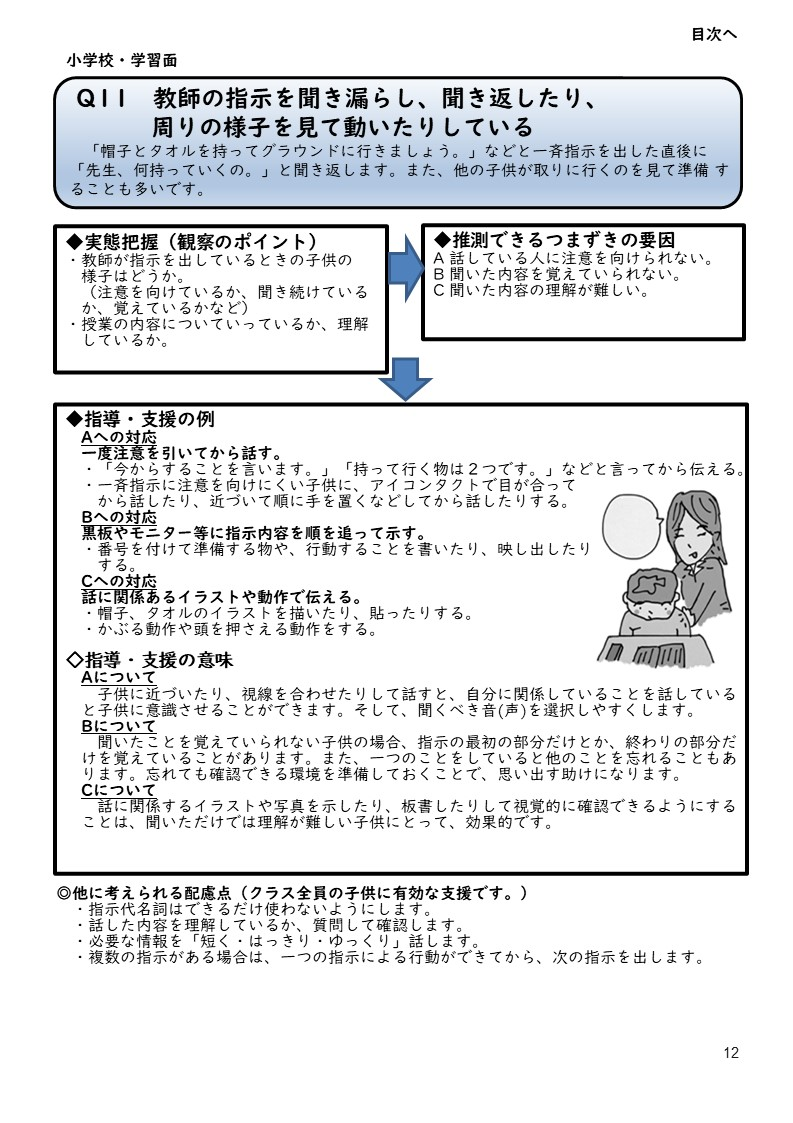 目次へ
小学校・学習面
Q11　教師の指示を聞き漏らし、聞き返したり、
周りの様子を見て動いたりしている
「帽子とタオルを持ってグラウンドに行きましょう。」などと一斉指示を出した直後に
「先生、何持っていくの。」と聞き返します。また、他の子供が取りに行くのを見て準備 す
ることも多いです。
◆実態把握（観察のポイント）
・教師が指示を出しているときの子供の
様子はどうか。
（注意を向けているか、聞き続けている
か、覚えているかなど）
・授業の内容についていっているか、理解
しているか。
◆推測できるつまずきの要因
A 話している人に注意を向けられない。
B 聞いた内容を覚えていられない。
C 聞いた内容の理解が難しい。
◆指導・支援の例
Aへの対応
一度注意を引いてから話す。
・「今からすることを言います。」「持って行く物は２つです。」などと言ってから伝える。
・一斉指示に注意を向けにくい子供に、アイコンタクトで目が合って
から話したり、近づいて順に手を置くなどしてから話したりする。
Bへの対応
黒板やモニター等に指示内容を順を追って示す。
・番号を付けて準備する物や、行動することを書いたり、映し出したり
する。
Cへの対応
話に関係あるイラストや動作で伝える。
・帽子、タオルのイラストを描いたり、貼ったりする。
・かぶる動作や頭を押さえる動作をする。
◇指導・支援の意味
Aについて
子供に近づいたり、視線を合わせたりして話すと、自分に関係していることを話している
と子供に意識させることができます。そして、聞くべき音(声)を選択しやすくします。
Bについて
聞いたことを覚えていられない子供の場合、指示の最初の部分だけとか、終わりの部分だ
けを覚えていることがあります。また、一つのことをしていると他のことを忘れることもあ
ります。忘れても確認できる環境を準備しておくことで、思い出す助けになります。
Cについて
話に関係するイラストや写真を示したり、板書したりして視覚的に確認できるようにする
ことは、聞いただけでは理解が難しい子供にとって、効果的です。
◎他に考えられる配慮点（クラス全員の子供に有効な支援です。）
・指示代名詞はできるだけ使わないようにします。
・話した内容を理解しているか、質問して確認します。
・必要な情報を「短く・はっきり・ゆっくり」話します。
・複数の指示がある場合は、一つの指示による行動ができてから、次の指示を出します。
12